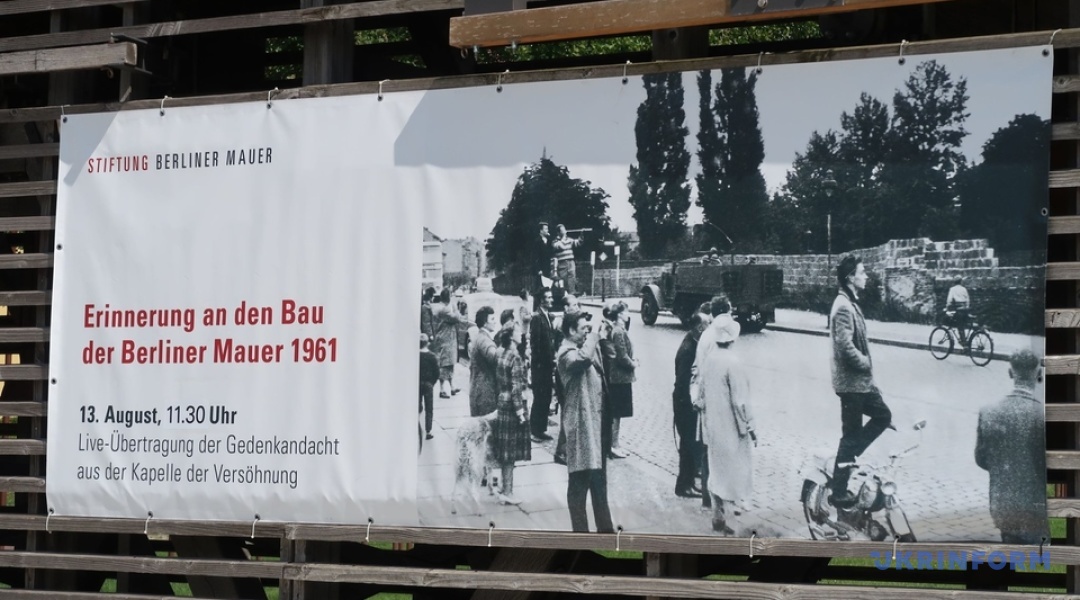 STIFTUNG BERLINER MAUER
Erinnerung an den Bau
der Berliner Mauer 1961
13. August, 11.30 Uhr
Live-Übertragung der Gedenkandacht
aus der Kapelle der Versöhnung
UKRINFORM